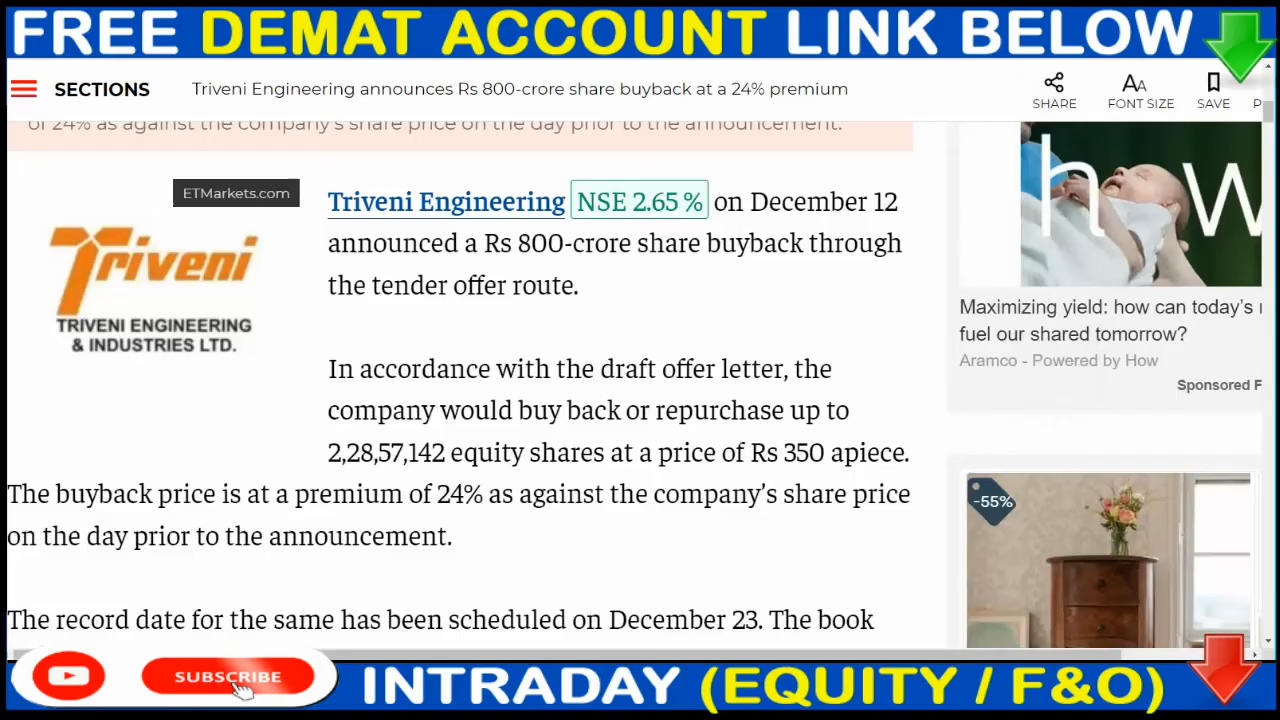 FREE DEMAT ACCOUNT LINK BELOW
SECTIONS
Triveni Engineering announces Rs 800-crore share buyback at a 24% premium
SHARE
AA
FONT SIZE
SAVE
P
of 24% as against the company's share price on the day prior to the announcement.
ETMarkets.com
Triveni
TRIVENI ENGINEERING
& INDUSTRIES LTD.
Triveni Engineering NSE 2.65 % on December 12
announced a Rs 800-crore share buyback through
the tender offer route.
In accordance with the draft offer letter, the
company would buy back or repurchase up to
2,28,57,142 equity shares at a price of Rs 350 apiece.
The buyback price is at a premium of 24% as against the company's share price
on the day prior to the announcement.
The record date for the same has been scheduled on December 23. The book
h w
Maximizing yield: how can today's
fuel our shared tomorrow?
Aramco - Powered by How
Sponsored F
-55%
SUBSCRIBE
INTRADAY (EQUITY / F&O)